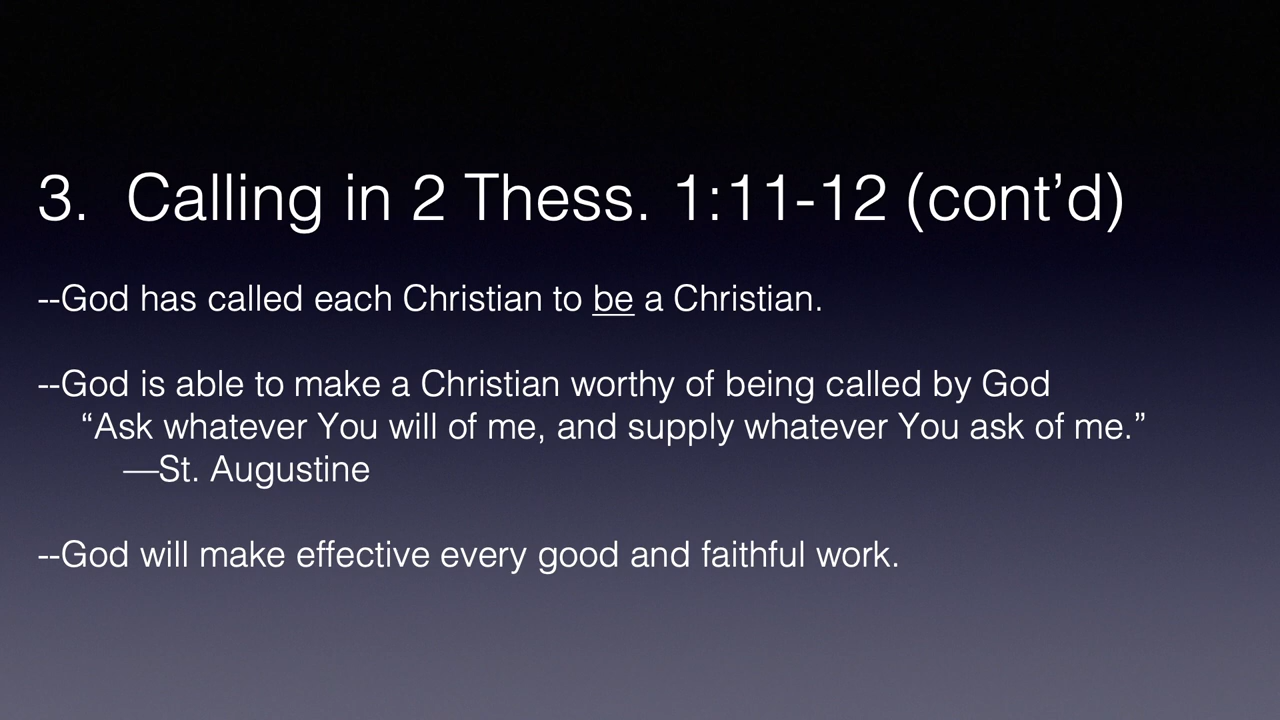 3.  Calling in 2 Thess. 1:11-12 (cont’d)
--God has called each Christian to be a Christian.
--God is able to make a Christian worthy of being called by God
“Ask whatever You will of me, and supply whatever You ask of me.”
—St. Augustine
--God will make effective every good and faithful work.